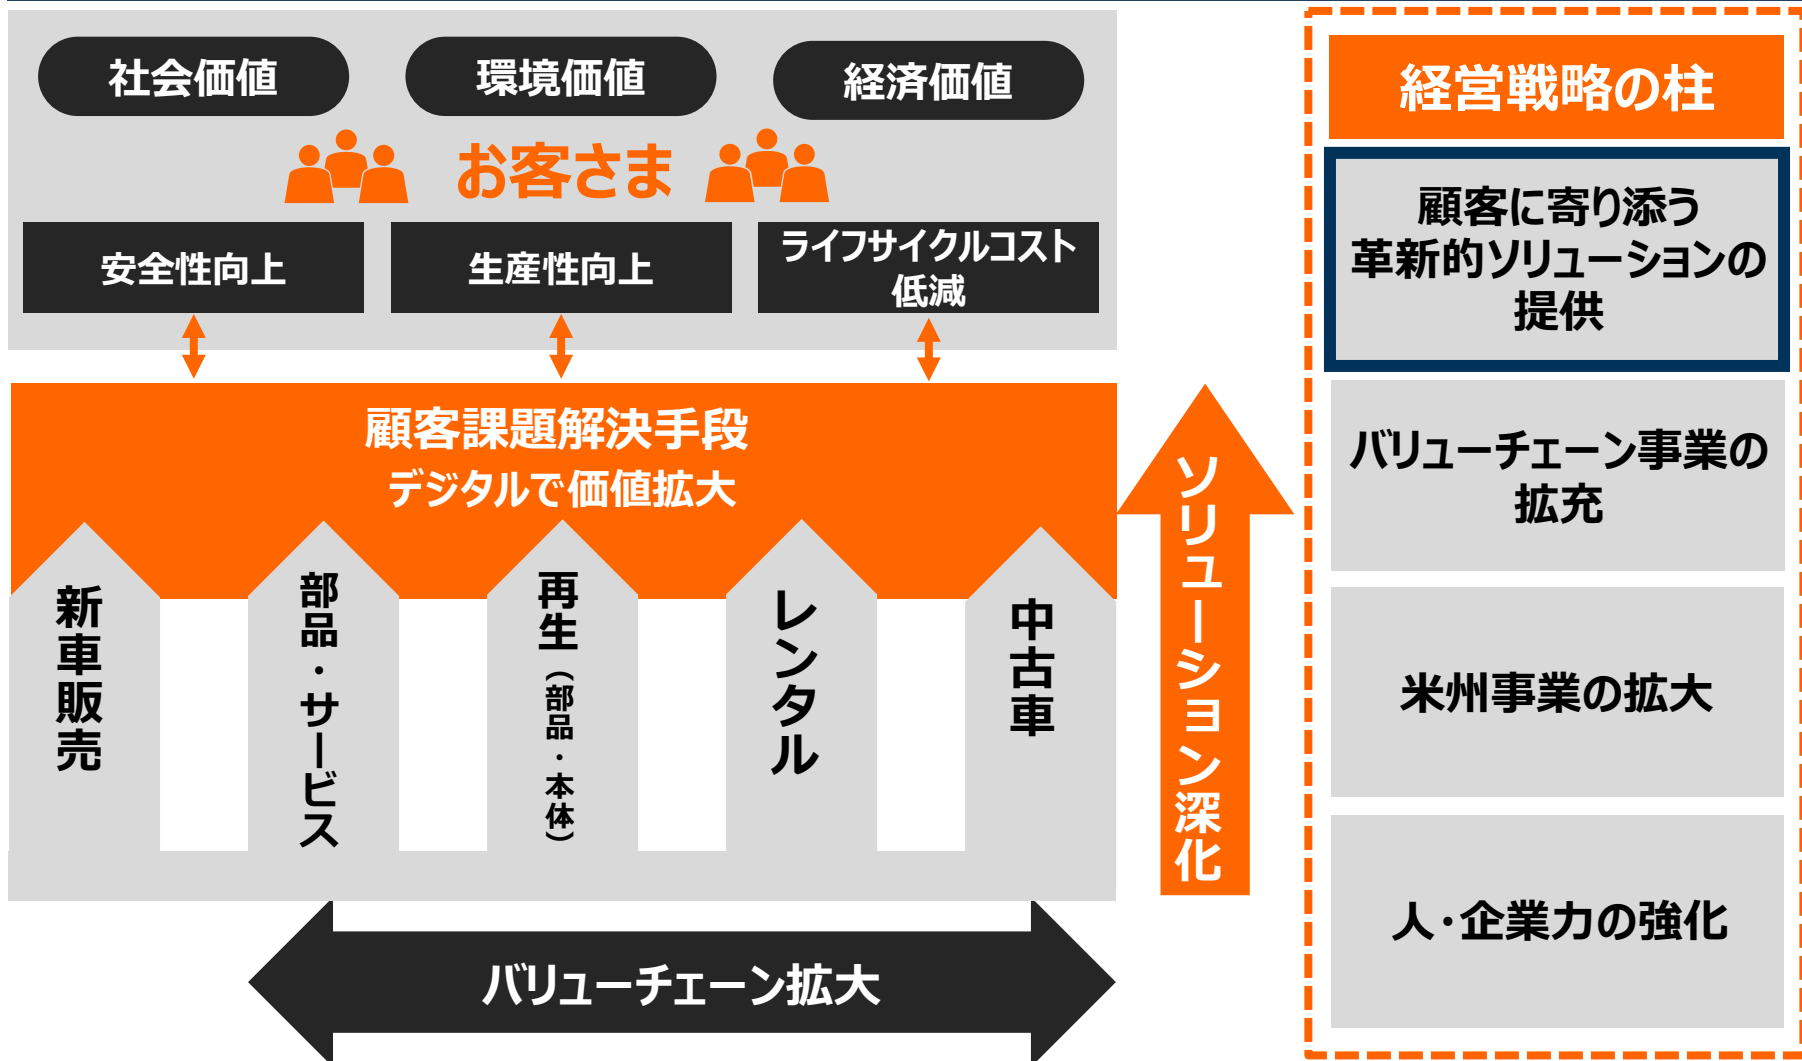 社会価値
環境価値
経済価値
お客さま
安全性向上
生産性向上
ライフサイクルコスト
低減
顧客課題解決手段
デジタルで価値拡大
新車販売
部品・サービス
再生（部品・本体）
レンタル
中古車
バリューチェーン拡大
ソリューション深化
経営戦略の柱
顧客に寄り添う
革新的ソリューションの
提供
バリューチェーン事業の
拡充
米州事業の拡大
人・企業力の強化